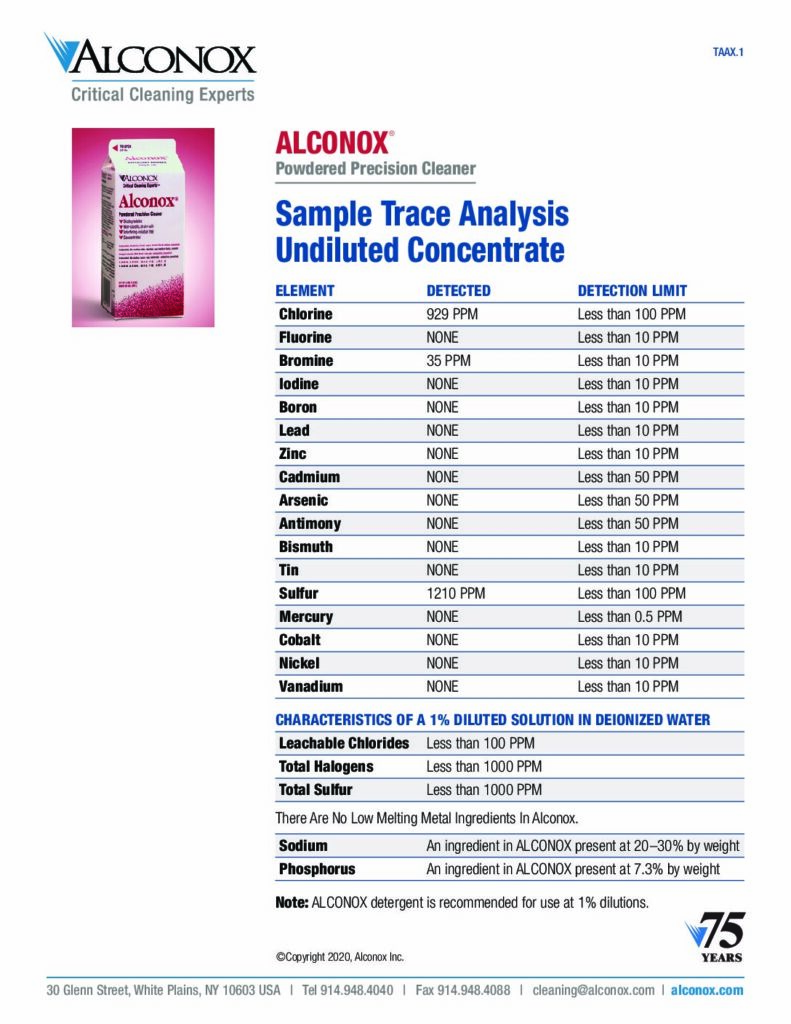 ALCONOX
Critical Cleaning Experts
TAAX.1
ALCONOX
Critical Cleaning Experts
Alconox®
Powdered Precision Cleaner
ALCONOX®
Powdered Precision Cleaner
Sample Trace Analysis
Undiluted Concentrate
ELEMENT DETECTED DETECTION LIMIT
Chlorine 929 PPM Less than 100 PPM
Fluorine NONE Less than 10 PPM
Bromine 35 PPM Less than 10 PPM
Iodine NONE Less than 10 PPM
Boron NONE Less than 10 PPM
Lead NONE Less than 10 PPM
Zinc NONE Less than 10 PPM
Cadmium NONE Less than 50 PPM
Arsenic NONE Less than 50 PPM
Antimony NONE Less than 50 PPM
Bismuth NONE Less than 10 PPM
Tin NONE Less than 10 PPM
Sulfur 1210 PPM Less than 100 PPM
Mercury NONE Less than 0.5 PPM
Cobalt NONE Less than 10 PPM
Nickel NONE Less than 10 PPM
Vanadium NONE Less than 10 PPM
CHARACTERISTICS OF A 1% DILUTED SOLUTION IN DEIONIZED WATER
Leachable Chlorides Less than 100 PPM
Total Halogens Less than 1000 PPM
Total Sulfur Less than 1000 PPM
There Are No Low Melting Metal Ingredients In Alconox.
Sodium An ingredient in ALCONOX present at 20–30% by weight
Phosphorus An ingredient in ALCONOX present at 7.3% by weight
Note: ALCONOX detergent is recommended for use at 1% dilutions.
75
YEARS
©Copyright 2020, Alconox Inc.
30 Glenn Street, White Plains, NY 10603 USA | Tel 914.948.4040 | Fax 914.948.4088 | cleaning@alconox.com | alconox.com